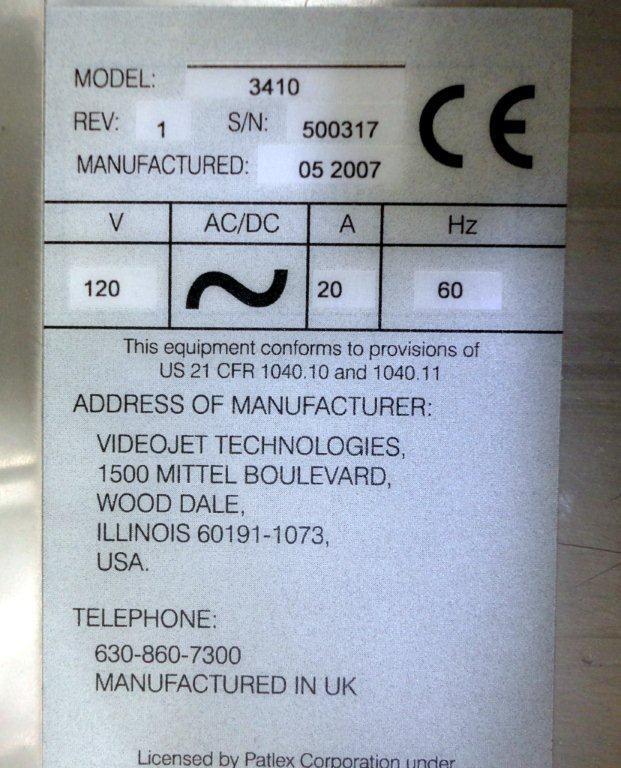 MODEL: 3410
REV: 1 S/N: 500317
MANUFACTURED: 05 2007
CE
V AC/DC A Hz
120 ~ 20 60
This equipment conforms to provisions of
US 21 CFR 1040.10 and 1040.11
ADDRESS OF MANUFACTURER:
VIDEOJET TECHNOLOGIES,
1500 MITTEL BOULEVARD,
WOOD DALE,
ILLINOIS 60191-1073,
USA.
TELEPHONE:
630-860-7300
MANUFACTURED IN UK
Licensed by Patlex Corporation under